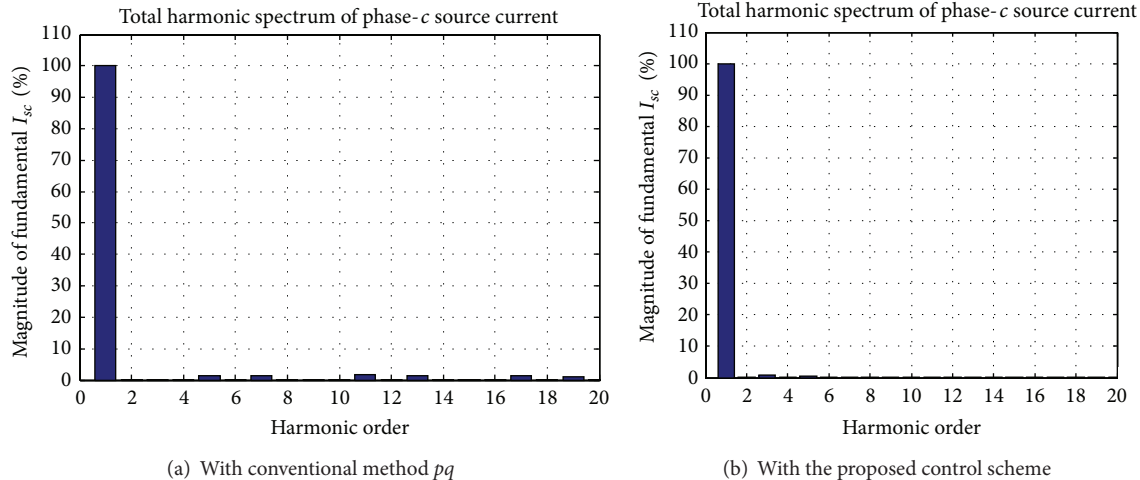 Total harmonic spectrum of phase-c source current
110
100
90
80
70
60
50
40
30
20
10
0
Magnitude of fundamental Isc (%)
0 2 4 6 8 10 12 14 16 18 20
Harmonic order
(a) With conventional method pq
Total harmonic spectrum of phase-c source current
110
100
90
80
70
60
50
40
30
20
10
0
Magnitude of fundamental Isc (%)
0 2 4 6 8 10 12 14 16 18 20
Harmonic order
(b) With the proposed control scheme